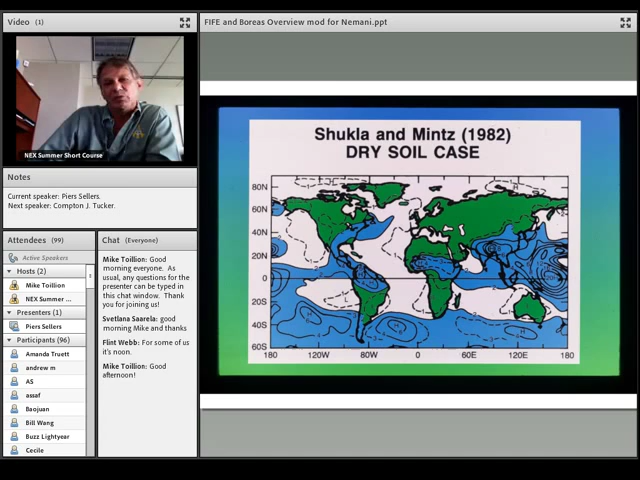 Video (1)
NEX Summer Short Course
Notes
Current speaker: Piers Sellers.
Next speaker: Compton J. Tucker.
Attendees (99)
Active Speakers
Hosts (2)
Mike Toillion
NEX Summer ...
Presenters (1)
Piers Sellers
Participants (96)
Amanda Truett
andrew m
AS
assaf
Baojuan
Bill Wang
Buzz Lightyear
Cecile
Chat (Everyone)
Mike Toillion: Good
morning everyone. As
usual, any questions for the
presenter can be typed in
this chat window. Thank
you for joining us!
Svetlana Saarela: good
morning Mike and thanks
Flint Webb: For some of us
it's noon.
Mike Toillion: Good
afternoon!
FIFE and Boreas Overview mod for Nemani.ppt
Shukla and Mintz (1982)
DRY SOIL CASE
80N
60N
40N
20N
0
20S
40S
60S
180 120W 80W 0 60E 120E 180